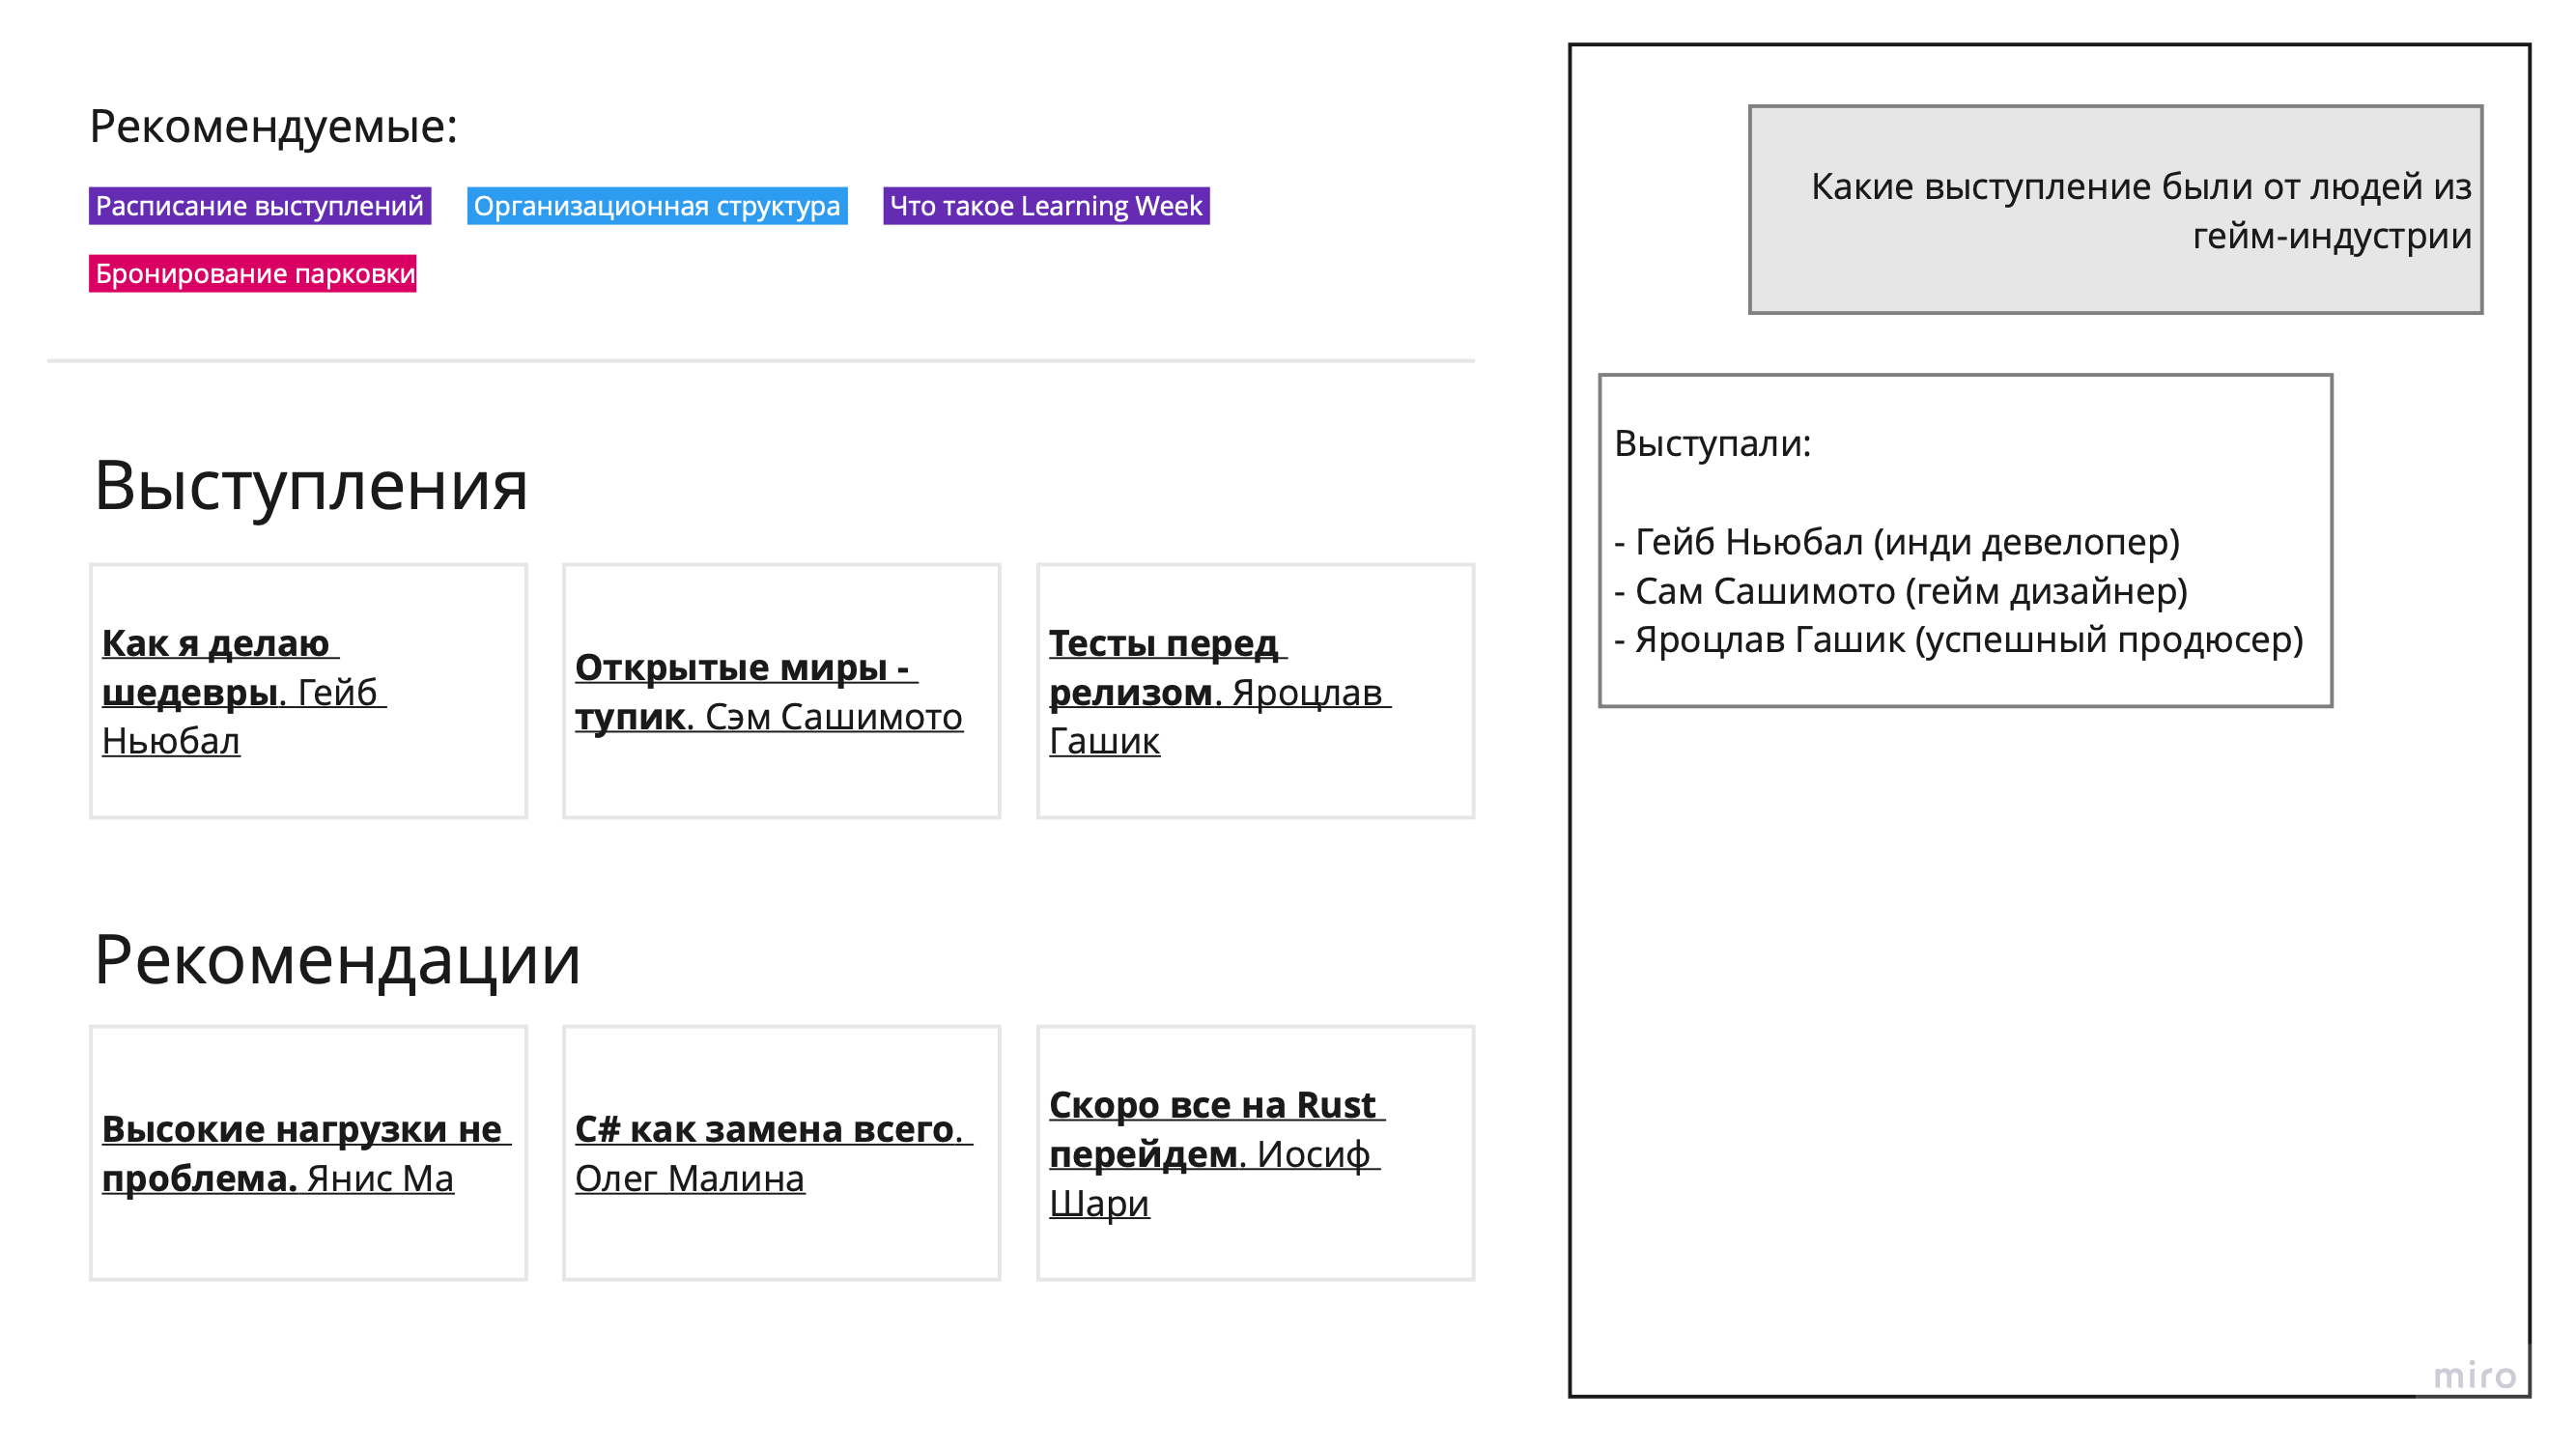 Рекомендуемые:
Расписание выступлений
Организационная структура
Что такое Learning Week
Бронирование парковки
Выступления
Как я делаю
шедевры. Гейб
Ньюбал
Открытые миры -
тупик. Сэм Сашимото
Тесты перед
релизом. Яроцлав
Гашик
Рекомендации
Высокие нагрузки не
проблема. Янис Ма
C# как замена всего.
Олег Малина
Скоро все на Rust
перейдем. Иосиф
Шари
Какие выступление были от людей из
гейм-индустрии
Выступали:
- Гейб Ньюбал (инди девелопер)
- Сам Сашимото (гейм дизайнер)
- Яроцлав Гашик (успешный продюсер)
miro